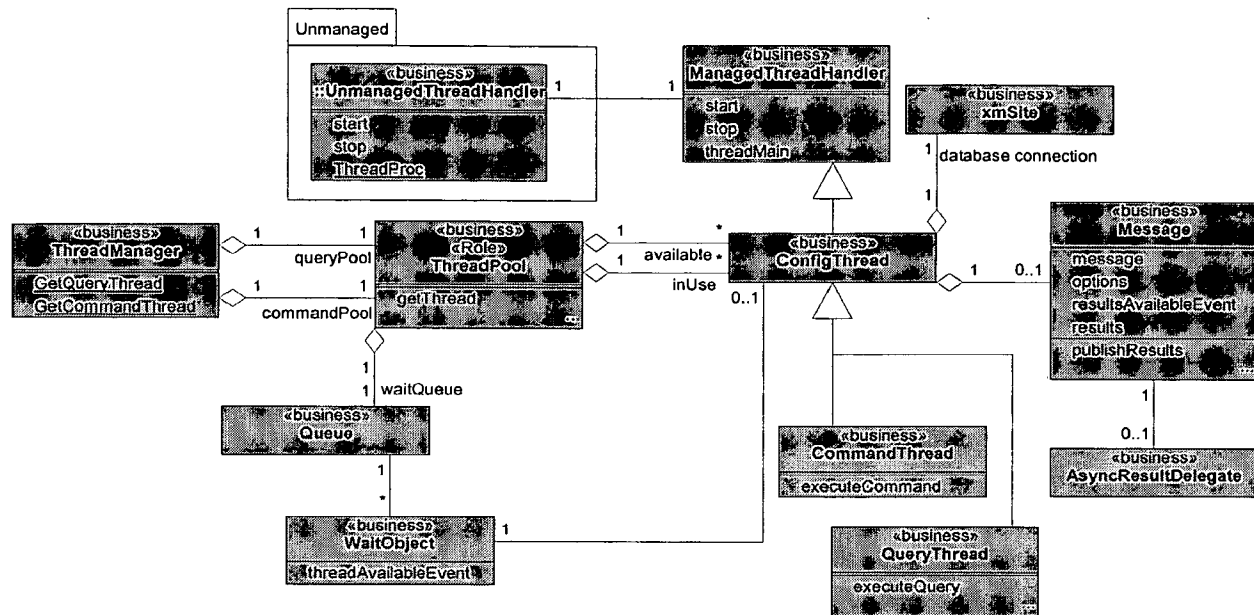 Unmanaged
«business»
::UnmanagedThreadHandler
start
stop
ThreadProc
1
1
«business»
ManagedThreadHandler
start
stop
threadMain
«business»
xmSite
1
database connection
1
«business»
ThreadManager
GetQueryThread
GetCommandThread
1
1
queryPool
1
1
commandPool
«business»
«Role»
ThreadPool
getThread
...
1
*
available
1
*
inUse
«business»
ConfigThread
0..1
1
0..1
«business»
Message
message
options
resultsAvailableEvent
results
publishResults
...
1
1
waitQueue
«business»
Queue
1
*
«business»
WaitObject
threadAvailableEvent
1
«business»
CommandThread
executeCommand
«business»
QueryThread
executeQuery
...
1
0..1
«business»
AsyncResultDelegate